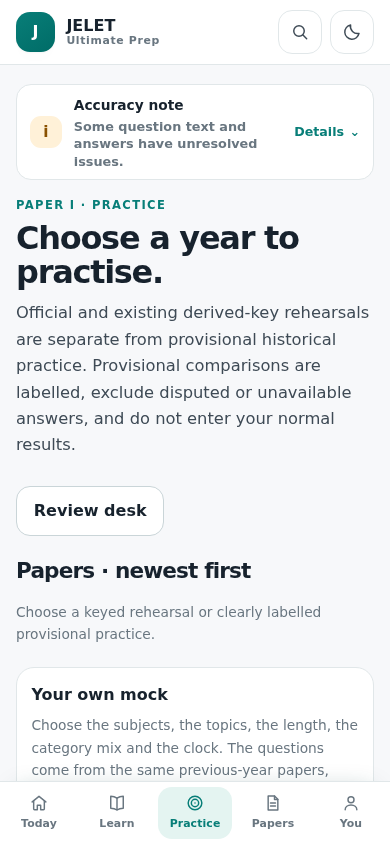 J
JELET
Ultimate Prep
i
Accuracy note
Some question text and
answers have unresolved
issues.
Details ⌄
PAPER I · PRACTICE
Choose a year to
practise.
Official and existing derived-key rehearsals
are separate from provisional historical
practice. Provisional comparisons are
labelled, exclude disputed or unavailable
answers, and do not enter your normal
results.
Review desk
Papers · newest first
Choose a keyed rehearsal or clearly labelled
provisional practice.
Your own mock
Choose the subjects, the topics, the length, the
category mix and the clock. The questions
come from the same previous-year papers,
Today
Learn
Practice
Papers
You